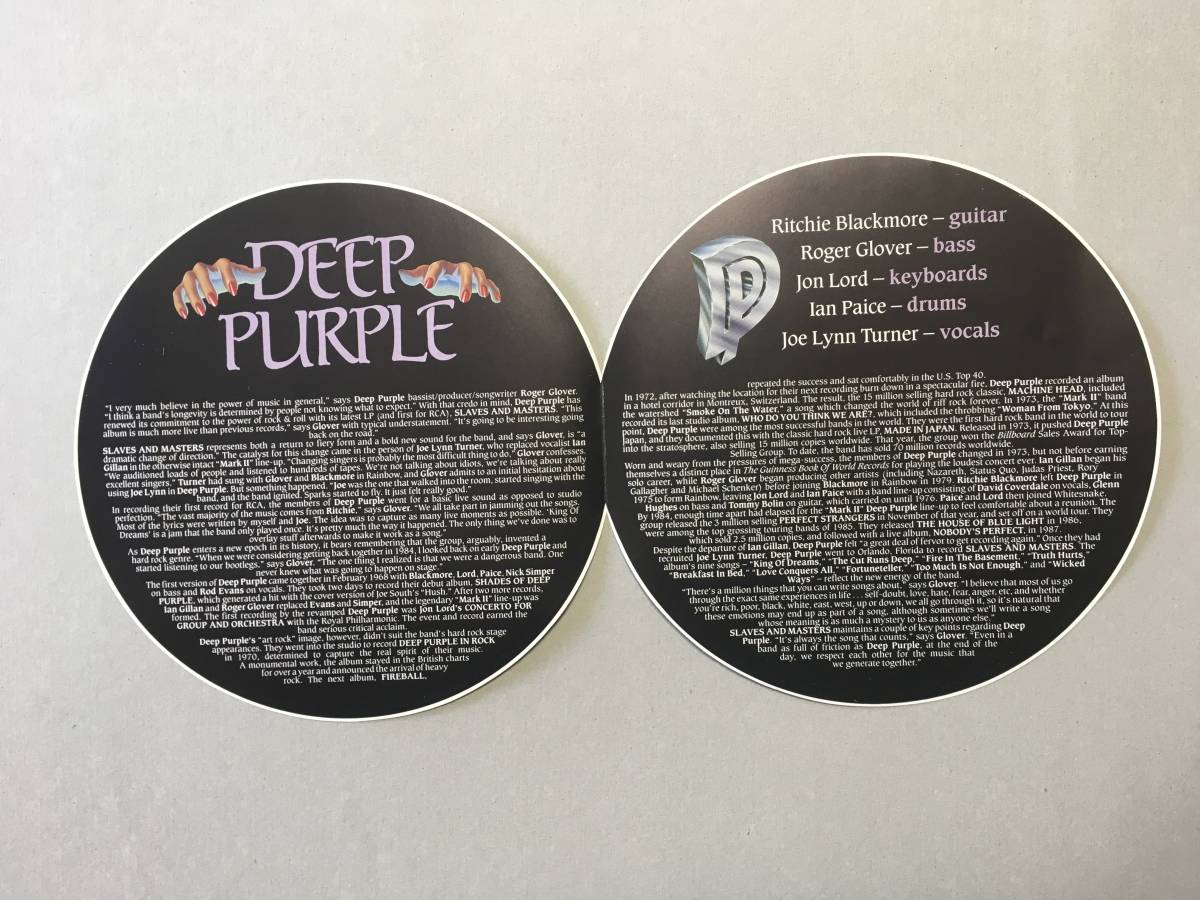 DEEP
PURPLE
"I very much believe in the power of music in general," says Deep Purple bassist/producer/songwriter Roger Glover.
"I think a band's longevity is determined by people not knowing what to expect." With that credo in mind, Deep Purple has
renewed its commitment to the power of rock & roll with its latest LP (and first for RCA), SLAVES AND MASTERS. "This
album is much more live than previous records," says Glover with typical understatement. "It's going to be interesting going
back on the road."
SLAVES AND MASTERS represents both a return to fiery form and a bold new sound for the band, and says Glover, is "a
dramatic change of direction." The catalyst for this change came in the person of Joe Lynn Turner, who replaced vocalist Ian
Gillan in the otherwise intact "Mark II" line-up. "Changing singers is probably the most difficult thing to do," Glover confesses.
"We auditioned loads of people and listened to hundreds of tapes. We're not talking about idiots, we're talking about really
excellent singers." Turner had sung with Glover and Blackmore in Rainbow, and Glover admits to an initial hesitation about
using Joe Lynn in Deep Purple. But something happened. "Joe was the one that walked into the room, started singing with the
band, and the band ignited. Sparks started to fly. It just felt really good."
In recording their first record for RCA, the members of Deep Purple went for a basic live sound as opposed to studio
perfection. "The vast majority of the music comes from Ritchie," says Glover. "We all take part in jamming out the songs.
Most of the lyrics were written by myself and Joe. The idea was to capture as many live moments as possible. 'King Of
Dreams' is a jam that the band only played once. It's pretty much the way it happened. The only thing we've done was to
overlay stuff afterwards to make it work as a song."
As Deep Purple enters a new epoch in its history, it bears remembering that the group, arguably, invented a
hard rock genre. "When we were considering getting back together in 1984, I looked back on early Deep Purple and
started listening to our bootlegs," says Glover. "The one thing I realized is that we were a dangerous band. One
never knew what was going to happen on stage."
The first version of Deep Purple came together in February 1968 with Blackmore, Lord, Paice, Nick Simper
on bass and Rod Evans on vocals. They took two days to record their debut album, SHADES OF DEEP
PURPLE, which generated a hit with the cover version of Joe South's "Hush." After two more records,
Ian Gillan and Roger Glover replaced Evans and Simper, and the legendary "Mark II" line-up was
formed. The first recording by the revamped Deep Purple was Jon Lord's CONCERTO FOR
GROUP AND ORCHESTRA with the Royal Philharmonic. The event and record earned the
band serious critical acclaim.
Deep Purple's "art rock" image, however, didn't suit the band's hard rock stage
appearances. They went into the studio to record DEEP PURPLE IN ROCK
in 1970, determined to capture the real spirit of their music.
A monumental work, the album stayed in the British charts
for over a year and announced the arrival of heavy
rock. The next album, FIREBALL,
Ritchie Blackmore – guitar
Roger Glover – bass
Jon Lord – keyboards
Ian Paice – drums
Joe Lynn Turner – vocals
repeated the success and sat comfortably in the U.S. Top 40.
In 1972, after watching the location for their next recording burn down in a spectacular fire, Deep Purple recorded an album
in a hotel corridor in Montreux, Switzerland. The result, the 15 million selling hard rock classic, MACHINE HEAD, included
the watershed "Smoke On The Water," a song which changed the world of riff rock forever. In 1973, the "Mark II" band
recorded its last studio album, WHO DO YOU THINK WE ARE?, which included the throbbing "Woman From Tokyo." At this
point, Deep Purple were among the most successful bands in the world. They were the first hard rock band in the world to tour
Japan, and they documented this with the classic hard rock live LP, MADE IN JAPAN. Released in 1973, it pushed Deep Purple
into the stratosphere, also selling 15 million copies worldwide. That year, the group won the Billboard Sales Award for Top-
Selling Group. To date, the band has sold 70 million records worldwide.
Worn and weary from the pressures of mega-success, the members of Deep Purple changed in 1973, but not before earning
themselves a distinct place in The Guinness Book Of World Records for playing the loudest concert ever. Ian Gillan began his
solo career, while Roger Glover began producing other artists (including Nazareth, Status Quo, Judas Priest, Rory
Gallagher and Michael Schenker) before joining Blackmore in Rainbow in 1979. Ritchie Blackmore left Deep Purple in
1975 to form Rainbow, leaving Jon Lord and Ian Paice with a band line-up consisting of David Coverdale on vocals, Glenn
Hughes on bass and Tommy Bolin on guitar, which carried on until 1976. Paice and Lord then joined Whitesnake.
By 1984, enough time apart had elapsed for the "Mark II" Deep Purple line-up to feel comfortable about a reunion. The
group released the 3 million selling PERFECT STRANGERS in November of that year, and set off on a world tour. They
were among the top grossing touring bands of 1985. They released THE HOUSE OF BLUE LIGHT in 1986,
which sold 2.5 million copies, and followed with a live album, NOBODY'S PERFECT, in 1987.
Despite the departure of Ian Gillan, Deep Purple felt "a great deal of fervor to get recording again." Once they had
recruited Joe Lynn Turner, Deep Purple went to Orlando, Florida to record SLAVES AND MASTERS. The
album's nine songs – "King Of Dreams," "The Cut Runs Deep," "Fire In The Basement," "Truth Hurts,"
"Breakfast In Bed," "Love Conquers All," "Fortuneteller," "Too Much Is Not Enough," and "Wicked
Ways" – reflect the new energy of the band.
"There's a million things that you can write songs about," says Glover. "I believe that most of us go
through the exact same experiences in life . . . self-doubt, love, hate, fear, anger, etc, and whether
you're rich, poor, black, white, east, west, up or down, we all go through it, so it's natural that
these emotions may end up as part of a song, although sometimes we'll write a song
whose meaning is as much a mystery to us as anyone else."
SLAVES AND MASTERS maintains a couple of key points regarding Deep
Purple. "It's always the song that counts," says Glover. "Even in a
band as full of friction as Deep Purple, at the end of the
day, we respect each other for the music that
we generate together."